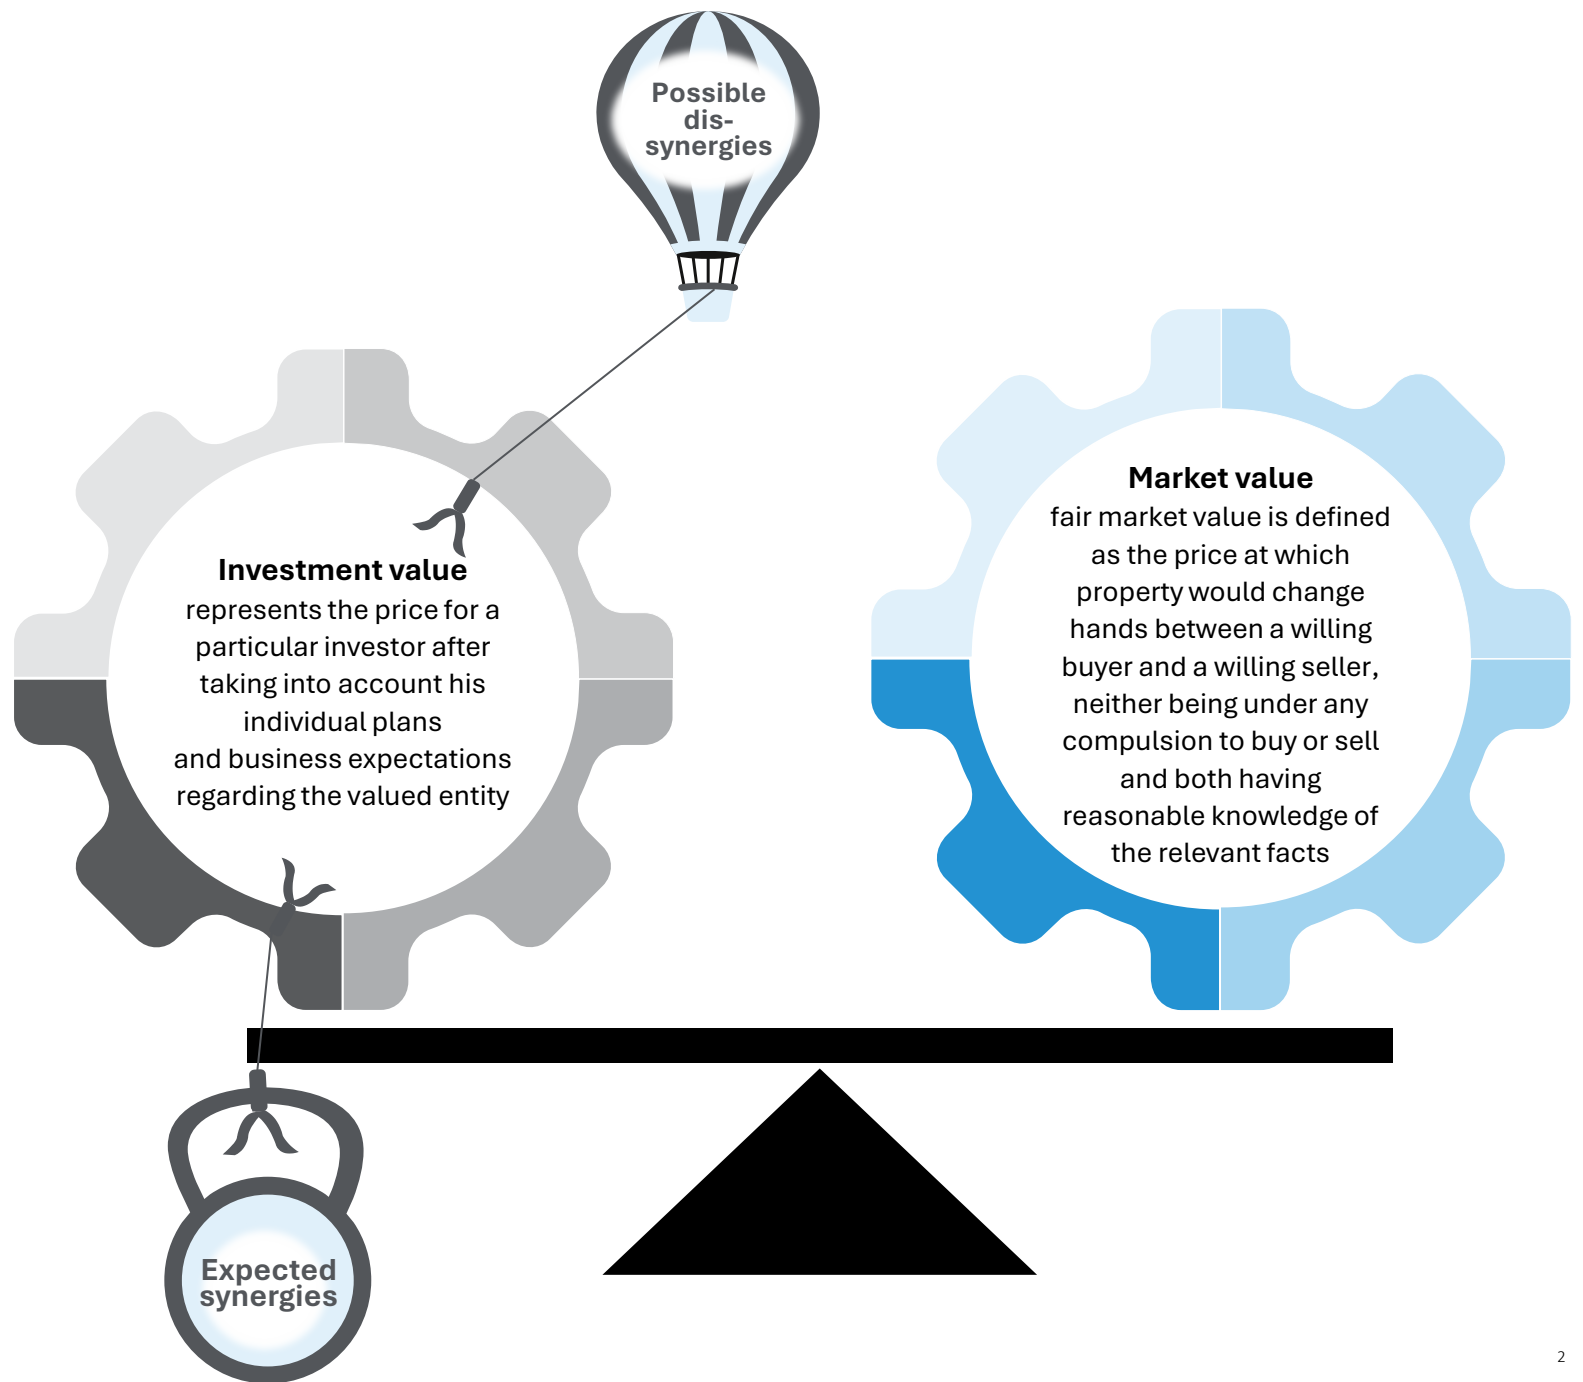 Possible
dis-
synergies
Investment value
represents the price for a
particular investor after
taking into account his
individual plans
and business expectations
regarding the valued entity
Market value
fair market value is defined
as the price at which
property would change
hands between a willing
buyer and a willing seller,
neither being under any
compulsion to buy or sell
and both having
reasonable knowledge of
the relevant facts
Expected
synergies
2